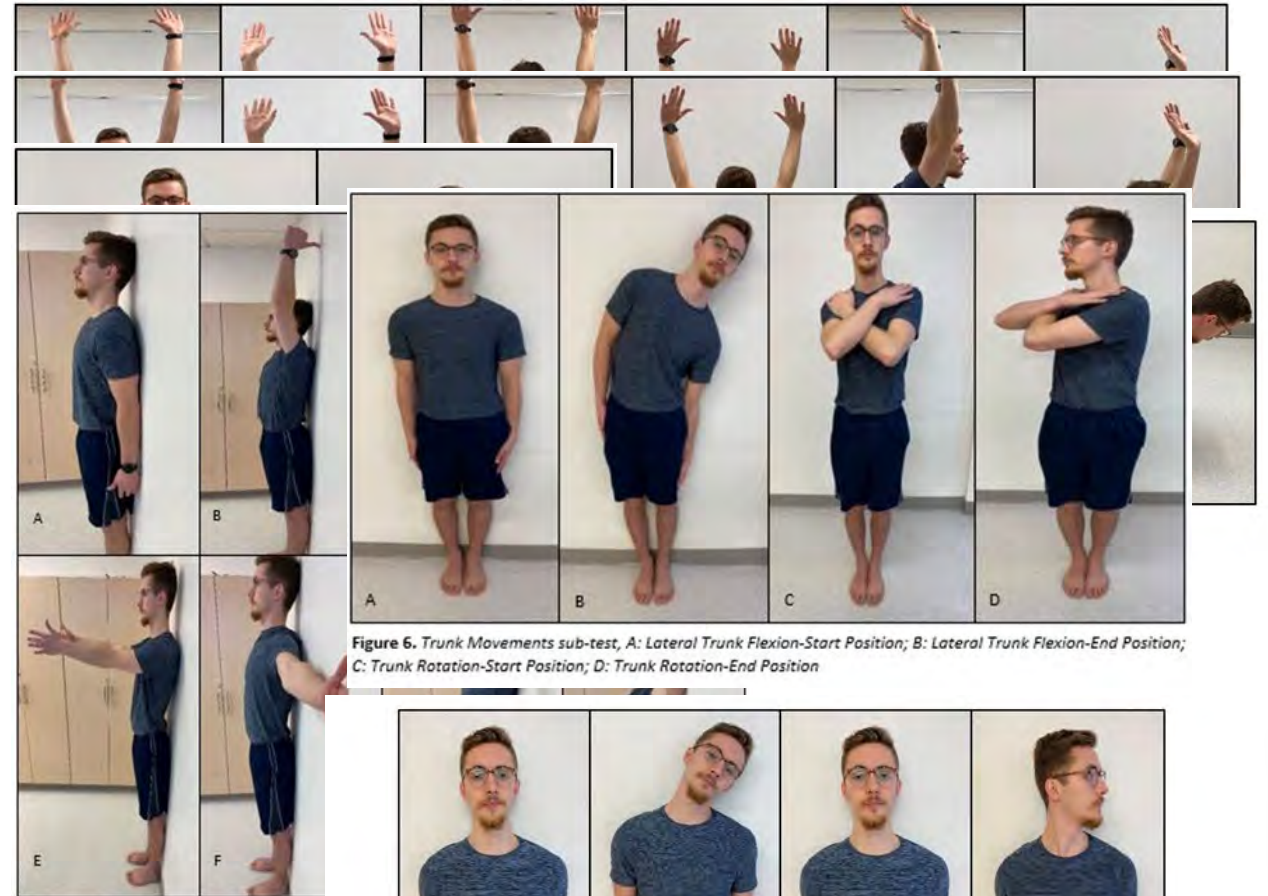 A
B
A
B
C
D
Figure 6. Trunk Movements sub-test, A: Lateral Trunk Flexion-Start Position; B: Lateral Trunk Flexion-End Position;
C: Trunk Rotation-Start Position; D: Trunk Rotation-End Position
E
F